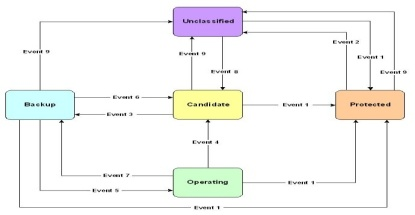 Unclassified
Event 2
Event 9
Event 9
Event 1
Event 8
Event 9
Event 6
Backup
Candidate
Event 1
Protected
Event 3
Event 4
Event 7
Operating
Event 1
Event 5
Event 1